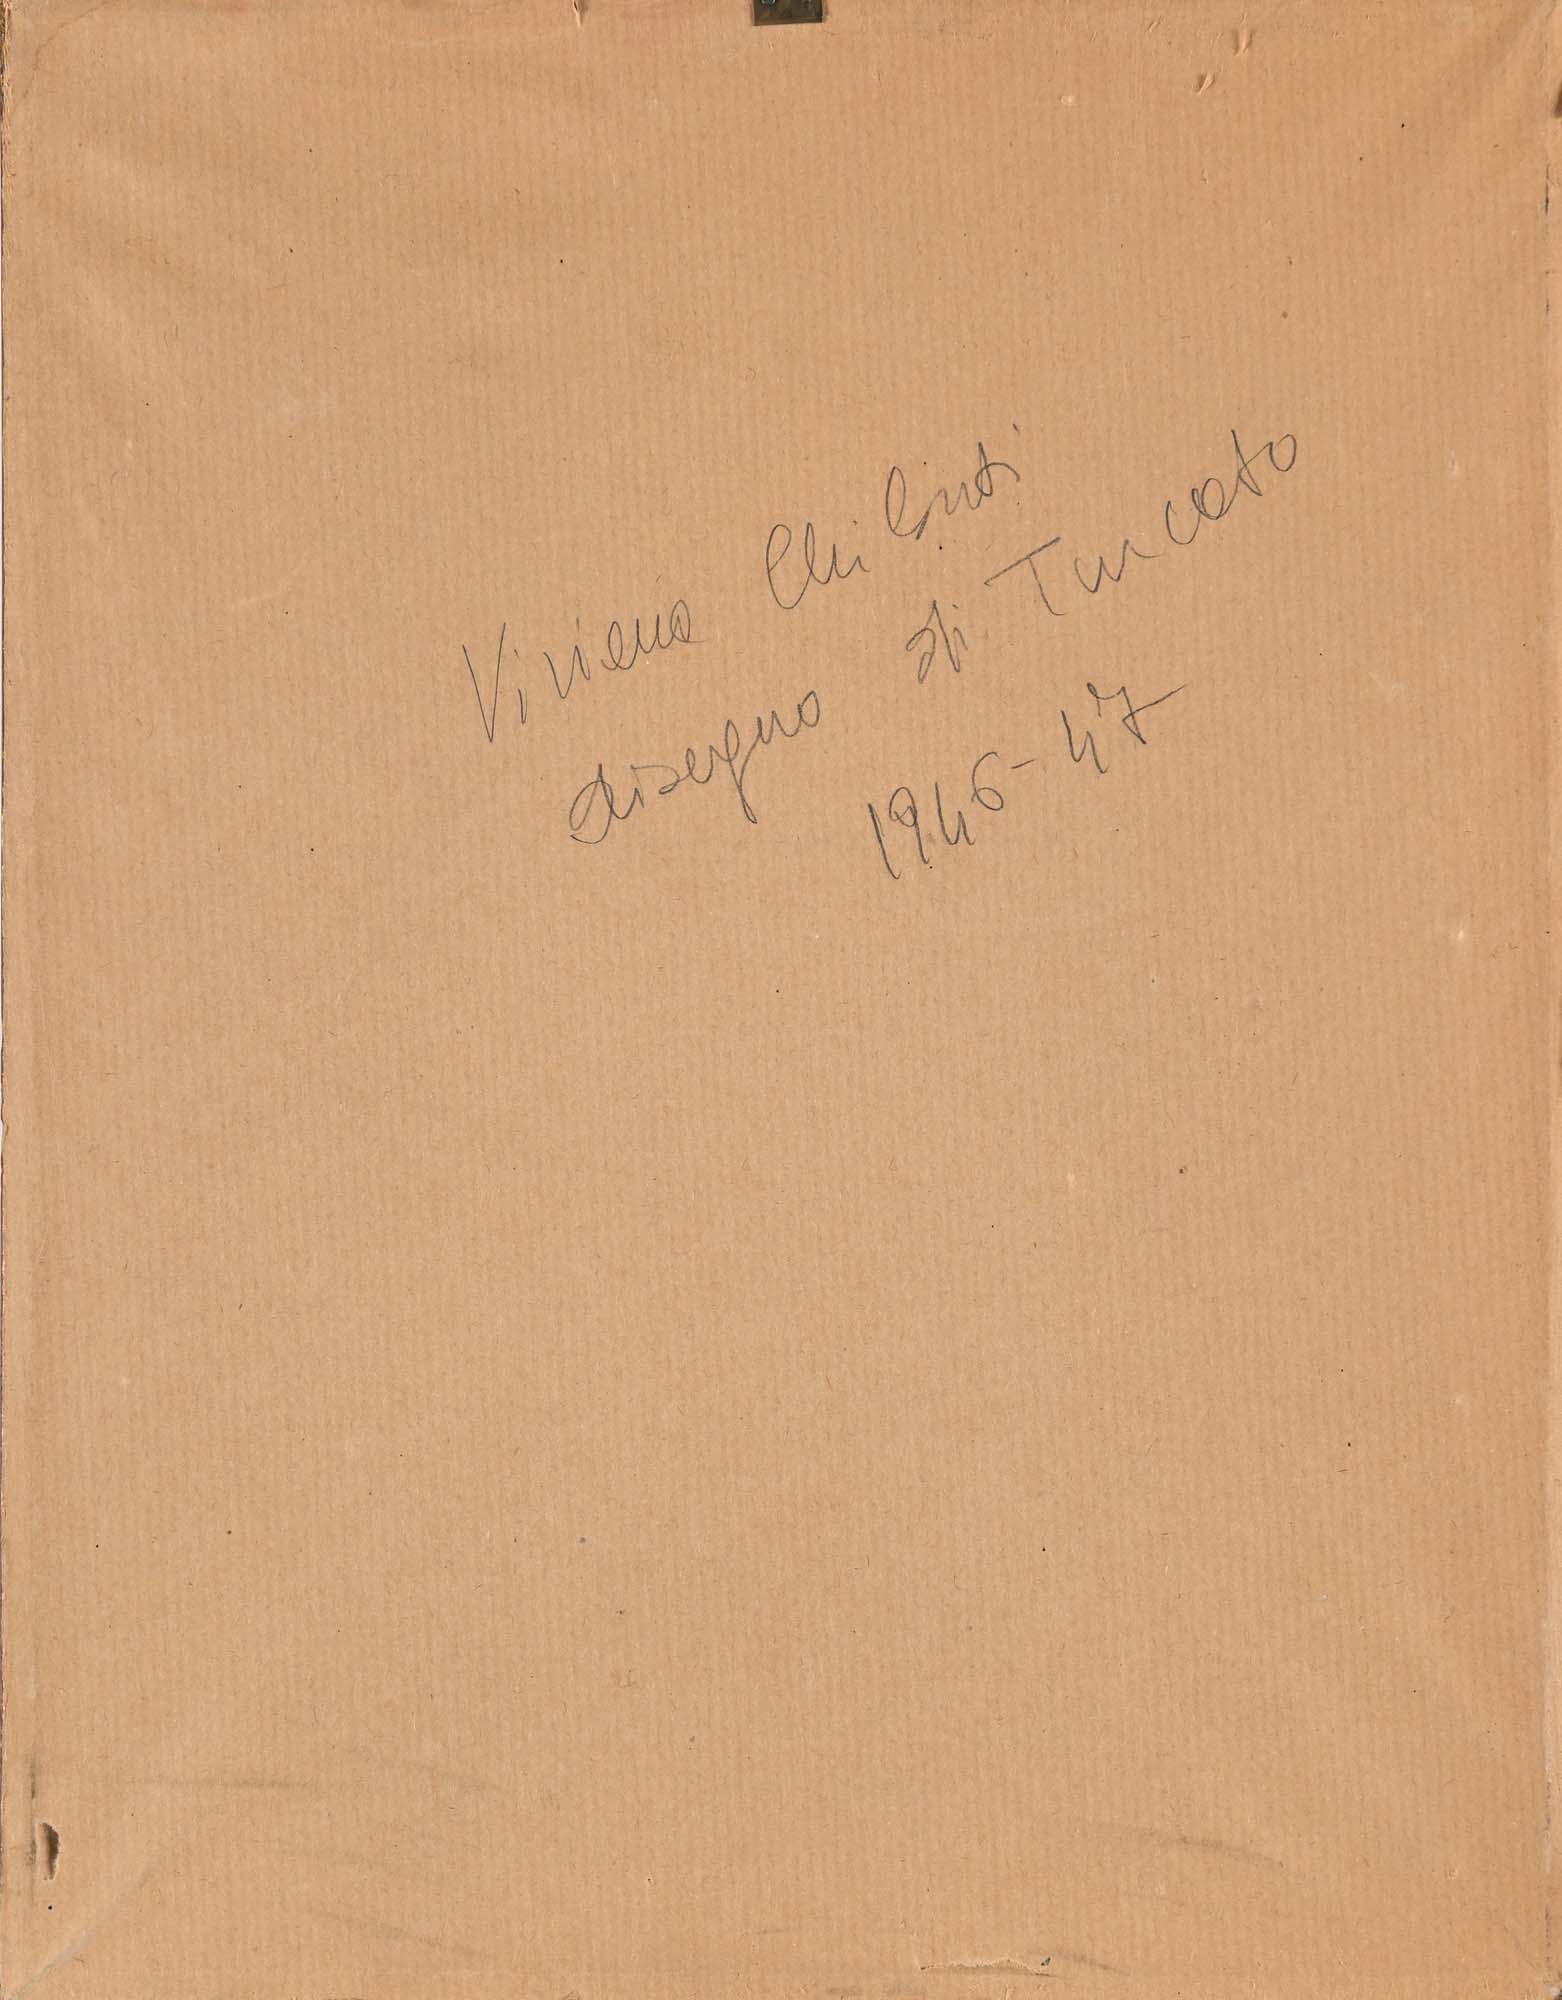 Viviana Chilanti
disegno di Turcato
1946-47